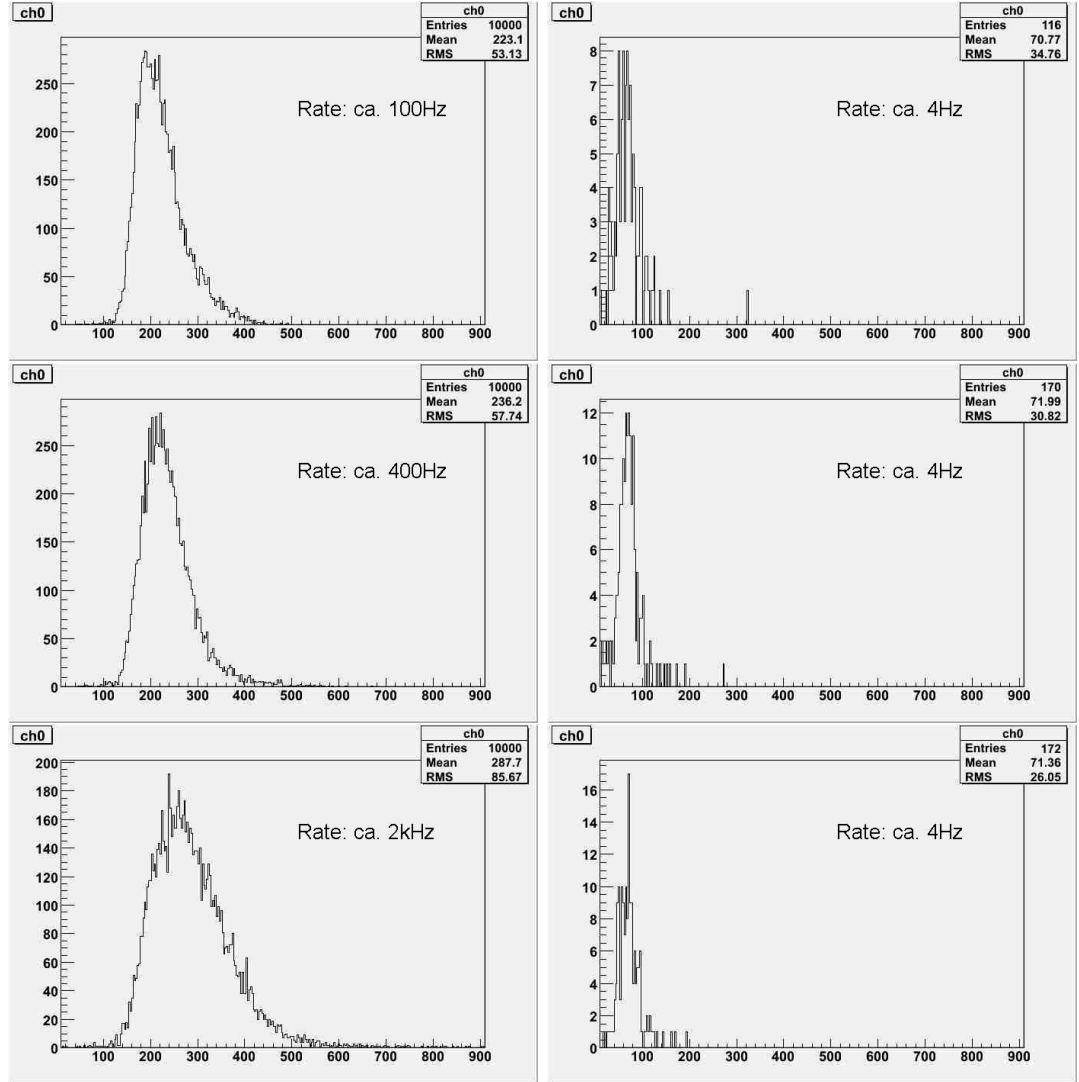 ch0
ch0
Entries 10000
Mean 223.1
RMS 53.13
Rate: ca. 100Hz
250
200
150
100
50
0
100 200 300 400 500 600 700 800 900
ch0
ch0
Entries 116
Mean 70.77
RMS 34.76
Rate: ca. 4Hz
8
7
6
5
4
3
2
1
0
100 200 300 400 500 600 700 800 900
ch0
ch0
Entries 10000
Mean 236.2
RMS 57.74
Rate: ca. 400Hz
250
200
150
100
50
0
100 200 300 400 500 600 700 800 900
ch0
ch0
Entries 170
Mean 71.99
RMS 30.82
Rate: ca. 4Hz
12
10
8
6
4
2
0
100 200 300 400 500 600 700 800 900
ch0
ch0
Entries 10000
Mean 287.7
RMS 85.67
Rate: ca. 2kHz
200
180
160
140
120
100
80
60
40
20
0
100 200 300 400 500 600 700 800 900
ch0
ch0
Entries 172
Mean 71.36
RMS 26.05
Rate: ca. 4Hz
16
14
12
10
8
6
4
2
0
100 200 300 400 500 600 700 800 900